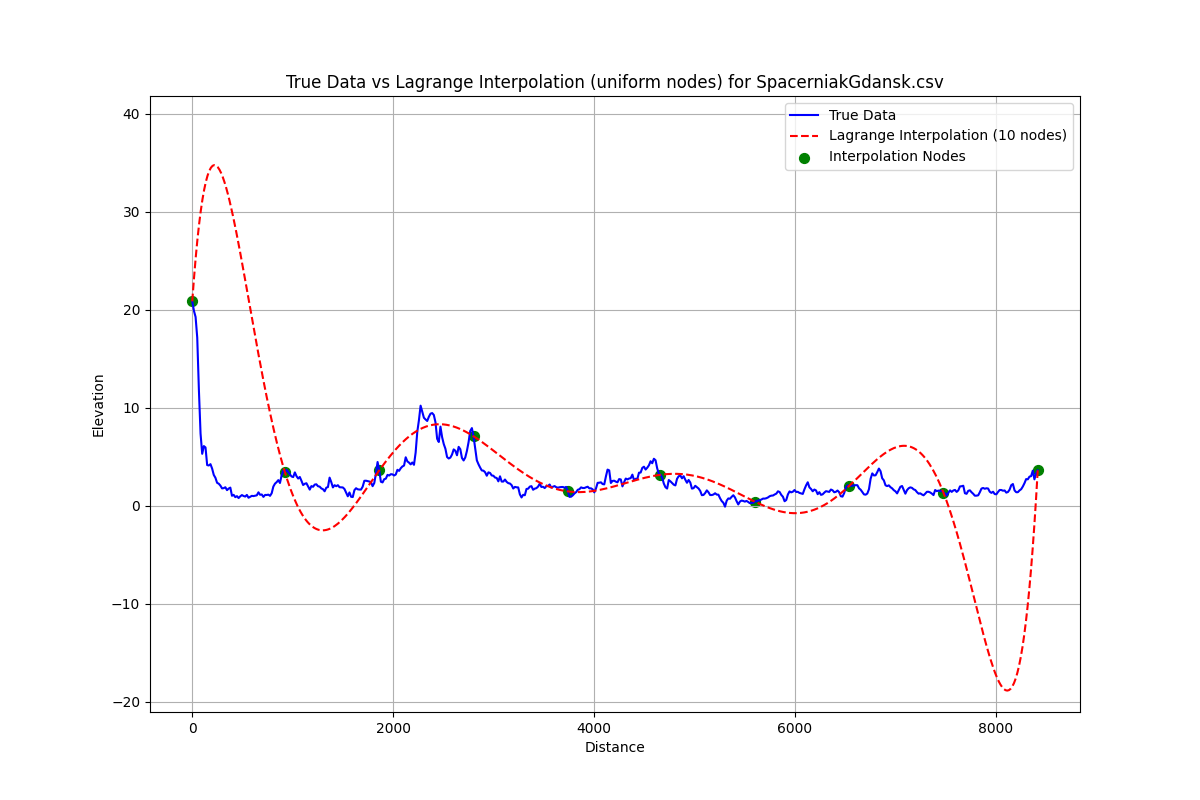 True Data vs Lagrange Interpolation (uniform nodes) for SpacerniakGdansk.csv
True Data
Lagrange Interpolation (10 nodes)
Interpolation Nodes
40
30
20
10
0
−10
−20
Elevation
0 2000 4000 6000 8000
Distance